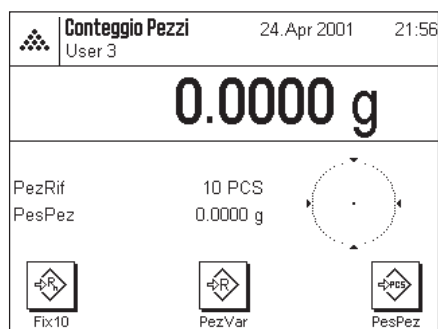 Conteggio Pezzi 24.Apr 2001 21:56
User 3
0.0000 g
PezRif 10 PCS
PesPez 0.0000 g
Fix10 PezVar PesPez